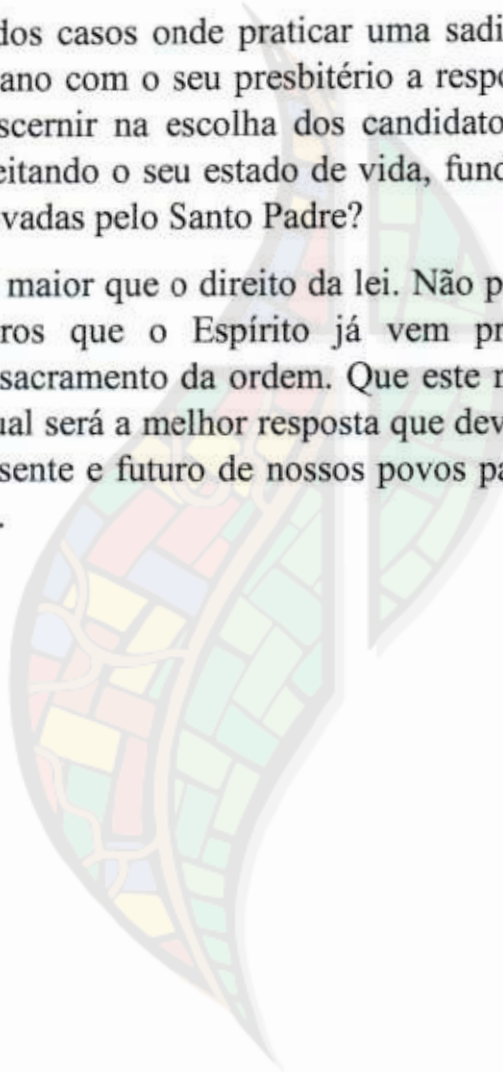 dos casos onde praticar uma sadi
ano com o seu presbitério a respo
scernir na escolha dos candidato
eitando o seu estado de vida, fund
vadas pelo Santo Padre?
maior que o direito da lei. Não p
ros que o Espírito já vem pr
sacramento da ordem. Que este r
ual será a melhor resposta que dev
sente e futuro de nossos povos pa
.